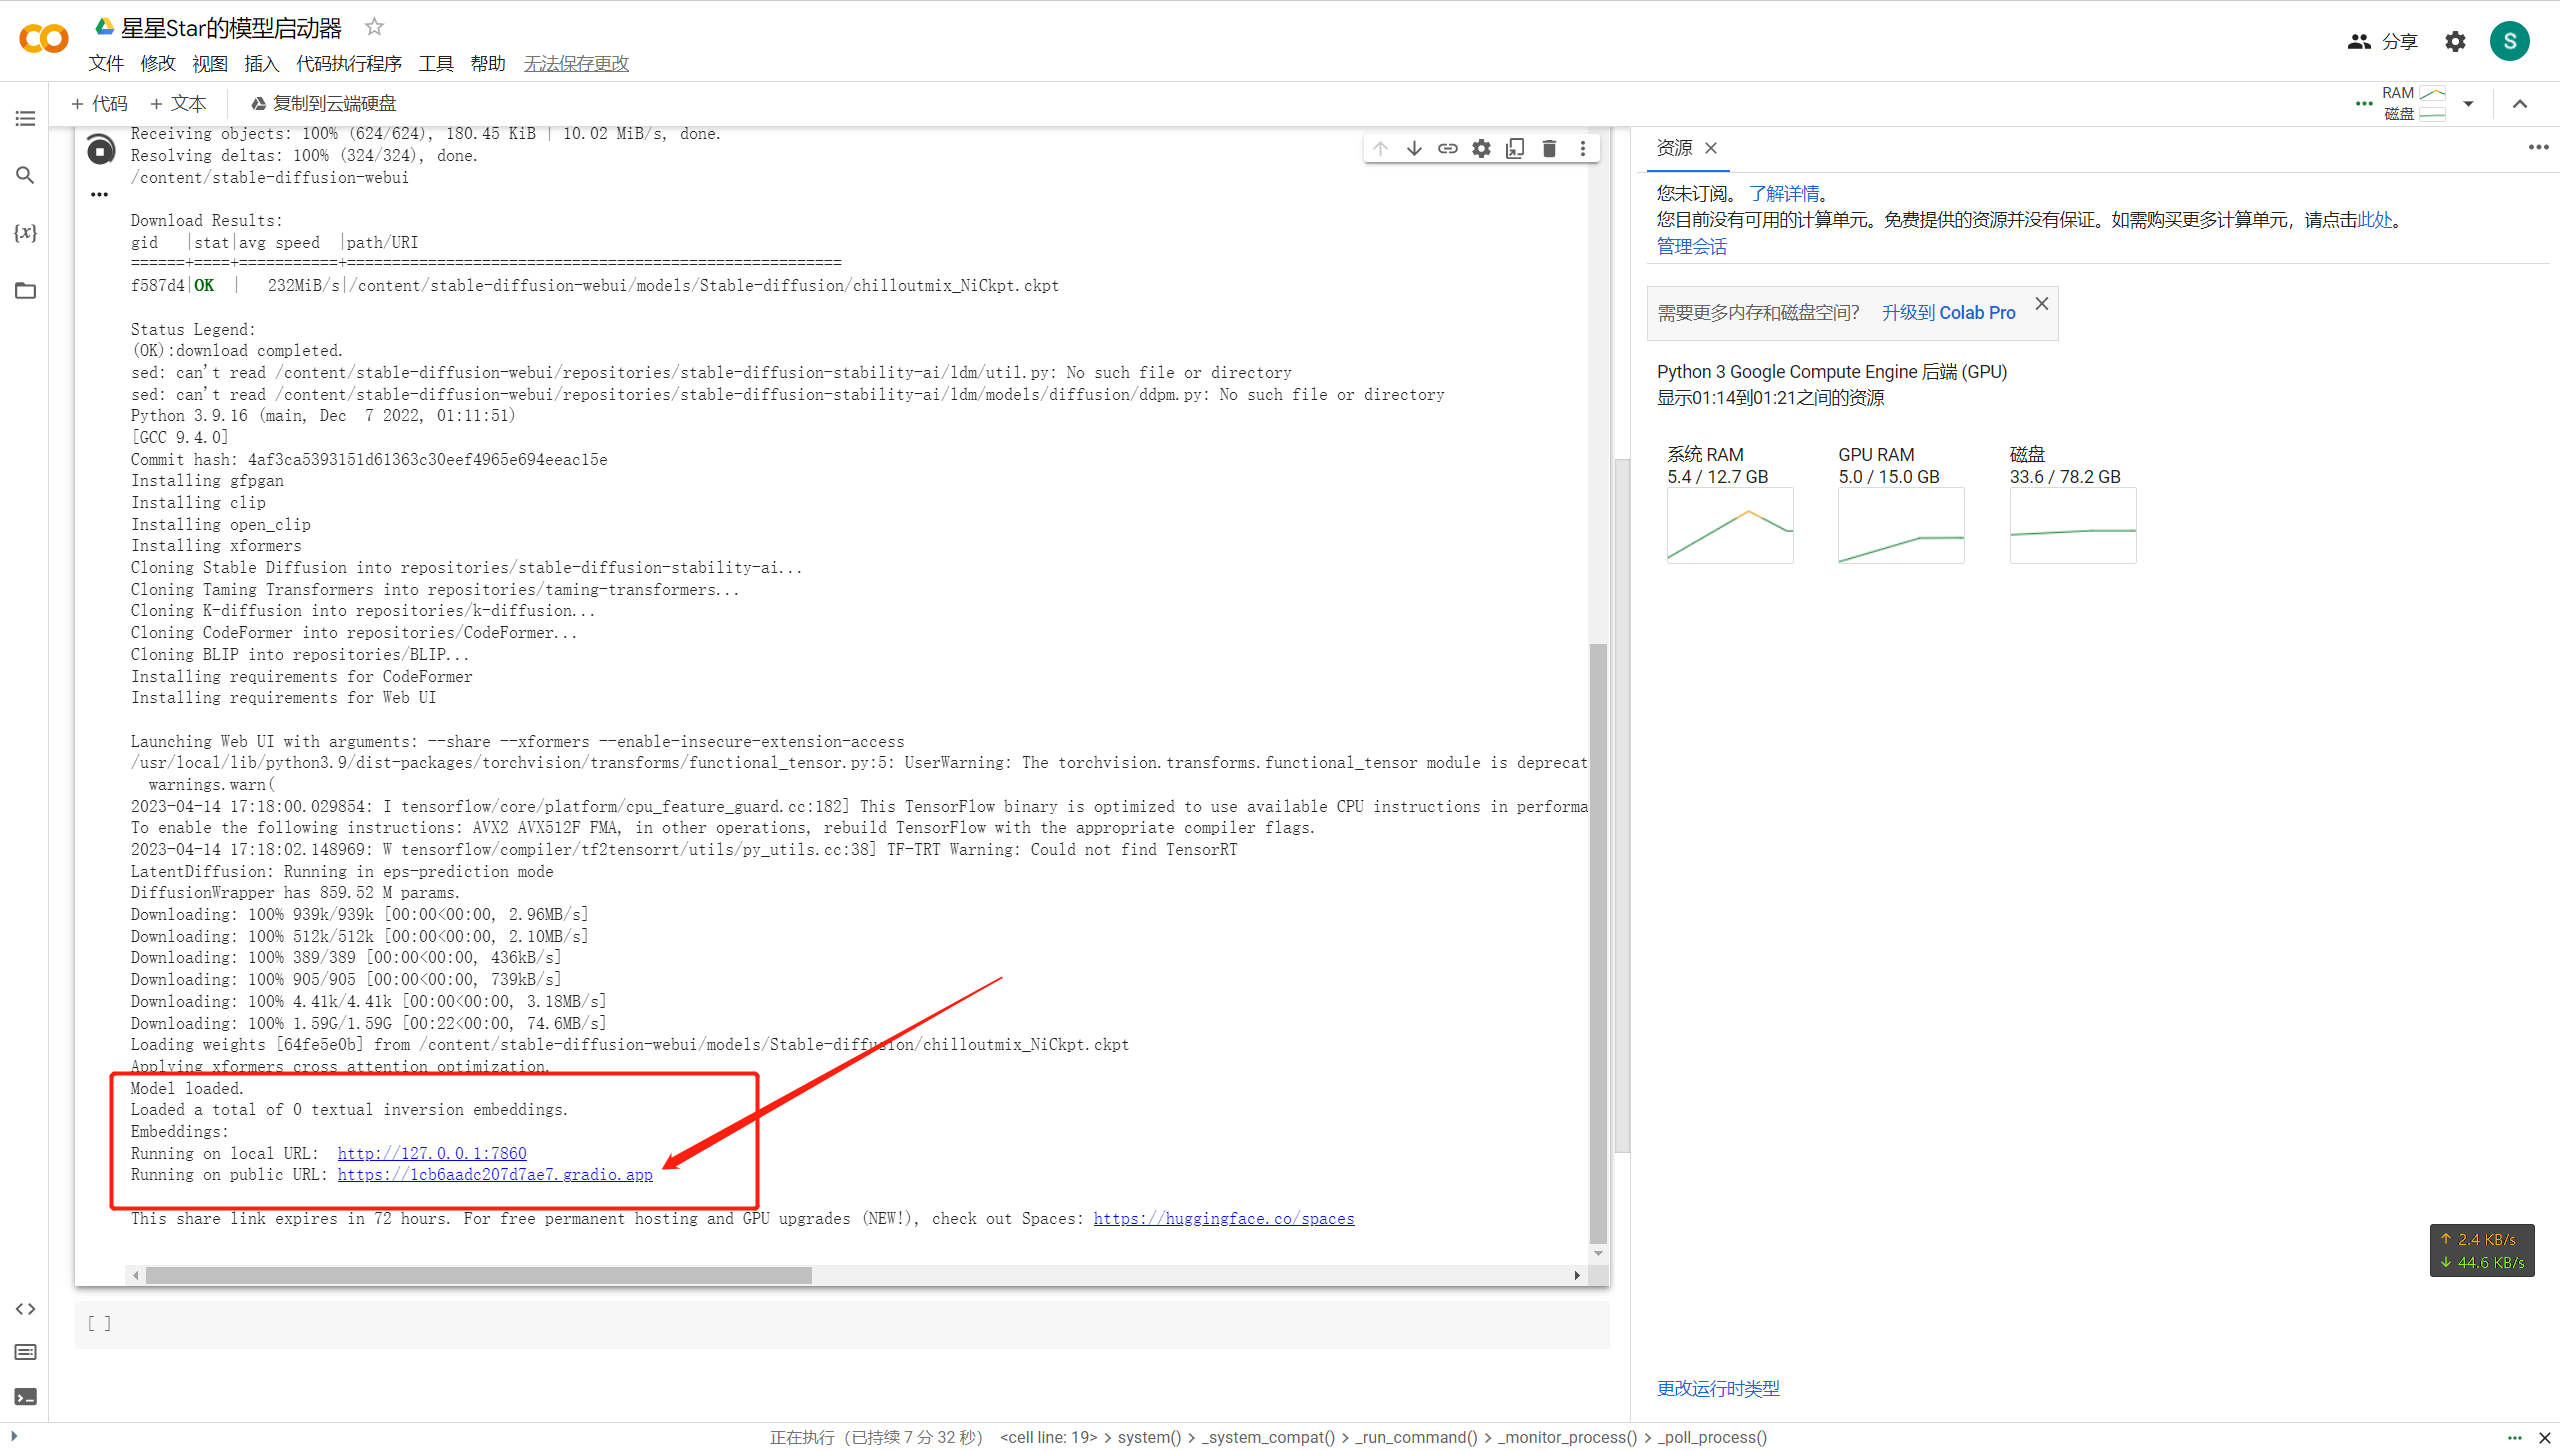 星星Star的模型启动器
文件 修改 视图 插入 代码执行程序 工具 帮助 无法保存更改
分享
S
+ 代码 + 文本 复制到云端硬盘
RAM
磁盘
Receiving objects: 100% (624/624), 180.45 KiB | 10.02 MiB/s, done.
Resolving deltas: 100% (324/324), done.
/content/stable-diffusion-webui
Download Results:
gid |stat|avg speed |path/URI
======+====+===========+=======================================================
f587d4|OK | 232MiB/s|/content/stable-diffusion-webui/models/Stable-diffusion/chilloutmix_NiCkpt.ckpt
Status Legend:
(OK):download completed.
sed: can't read /content/stable-diffusion-webui/repositories/stable-diffusion-stability-ai/ldm/util.py: No such file or directory
sed: can't read /content/stable-diffusion-webui/repositories/stable-diffusion-stability-ai/ldm/models/diffusion/ddpm.py: No such file or directory
Python 3.9.16 (main, Dec  7 2022, 01:11:51)
[GCC 9.4.0]
Commit hash: 4af3ca5393151d61363c30eef4965e694eeac15e
Installing gfpgan
Installing clip
Installing open_clip
Installing xformers
Cloning Stable Diffusion into repositories/stable-diffusion-stability-ai...
Cloning Taming Transformers into repositories/taming-transformers...
Cloning K-diffusion into repositories/k-diffusion...
Cloning CodeFormer into repositories/CodeFormer...
Cloning BLIP into repositories/BLIP...
Installing requirements for CodeFormer
Installing requirements for Web UI
Launching Web UI with arguments: --share --xformers --enable-insecure-extension-access
/usr/local/lib/python3.9/dist-packages/torchvision/transforms/functional_tensor.py:5: UserWarning: The torchvision.transforms.functional_tensor module is deprecat
warnings.warn(
2023-04-14 17:18:00.029854: I tensorflow/core/platform/cpu_feature_guard.cc:182] This TensorFlow binary is optimized to use available CPU instructions in performa
To enable the following instructions: AVX2 AVX512F FMA, in other operations, rebuild TensorFlow with the appropriate compiler flags.
2023-04-14 17:18:02.148969: W tensorflow/compiler/tf2tensorrt/utils/py_utils.cc:38] TF-TRT Warning: Could not find TensorRT
LatentDiffusion: Running in eps-prediction mode
DiffusionWrapper has 859.52 M params.
Downloading: 100% 939k/939k [00:00<00:00, 2.96MB/s]
Downloading: 100% 512k/512k [00:00<00:00, 2.10MB/s]
Downloading: 100% 389/389 [00:00<00:00, 436kB/s]
Downloading: 100% 905/905 [00:00<00:00, 739kB/s]
Downloading: 100% 4.41k/4.41k [00:00<00:00, 3.18MB/s]
Downloading: 100% 1.59G/1.59G [00:22<00:00, 74.6MB/s]
Loading weights [64fe5e0b] from /content/stable-diffusion-webui/models/Stable-diffusion/chilloutmix_NiCkpt.ckpt
Applying xformers cross attention optimization.
Model loaded.
Loaded a total of 0 textual inversion embeddings.
Embeddings:
Running on local URL:  http://127.0.0.1:7860
Running on public URL: https://1cb6aadc207d7ae7.gradio.app
This share link expires in 72 hours. For free permanent hosting and GPU upgrades (NEW!), check out Spaces: https://huggingface.co/spaces
[ ]
资源
您未订阅。 了解详情。
您目前没有可用的计算单元。免费提供的资源并没有保证。如需购买更多计算单元，请点击此处。
管理会话
需要更多内存和磁盘空间? 升级到 Colab Pro
Python 3 Google Compute Engine 后端 (GPU)
显示01:14到01:21之间的资源
系统 RAM
5.4 / 12.7 GB
GPU RAM
5.0 / 15.0 GB
磁盘
33.6 / 78.2 GB
↑ 2.4 KB/s
↓ 44.6 KB/s
更改运行时类型
正在执行（已持续 7 分 32 秒） <cell line: 19> > system() > _system_compat() > _run_command() > _monitor_process() > _poll_process()